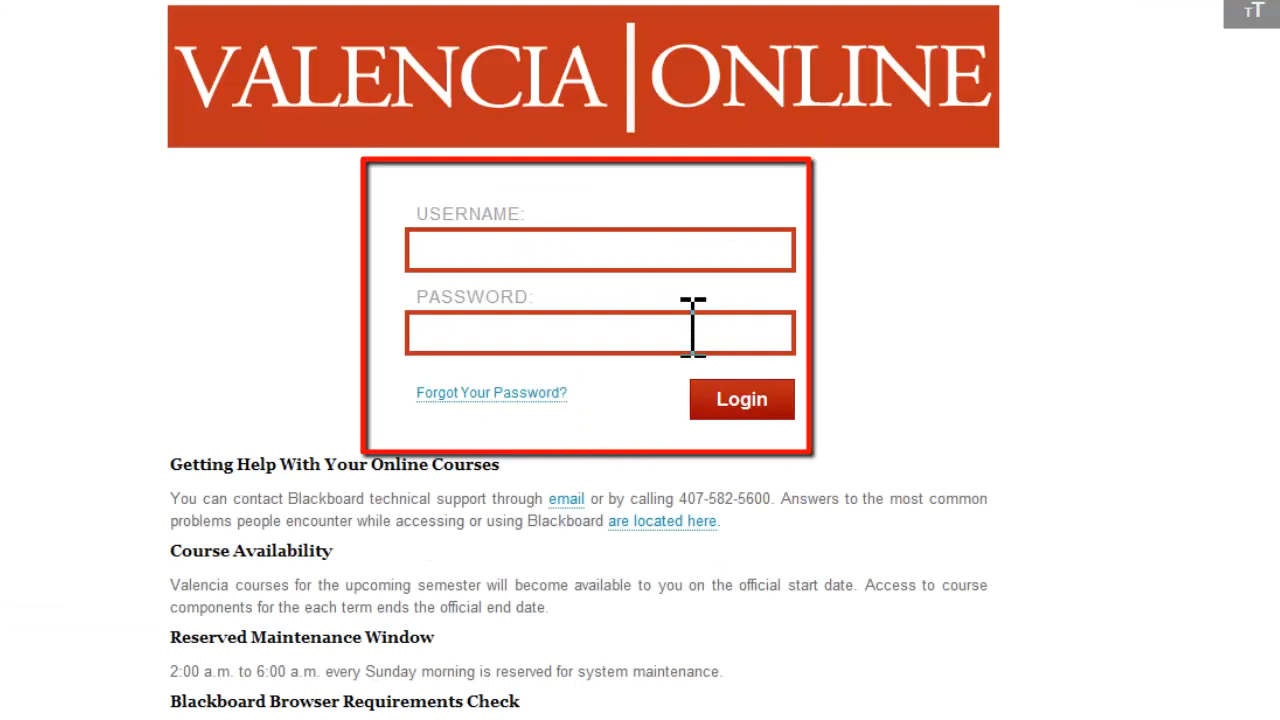 TT
VALENCIA | ONLINE
USERNAME:
PASSWORD:
Forgot Your Password?
Login
Getting Help With Your Online Courses
You can contact Blackboard technical support through email or by calling 407-582-5600. Answers to the most common
problems people encounter while accessing or using Blackboard are located here.
Course Availability
Valencia courses for the upcoming semester will become available to you on the official start date. Access to course
components for the each term ends the official end date.
Reserved Maintenance Window
2:00 a.m. to 6:00 a.m. every Sunday morning is reserved for system maintenance.
Blackboard Browser Requirements Check